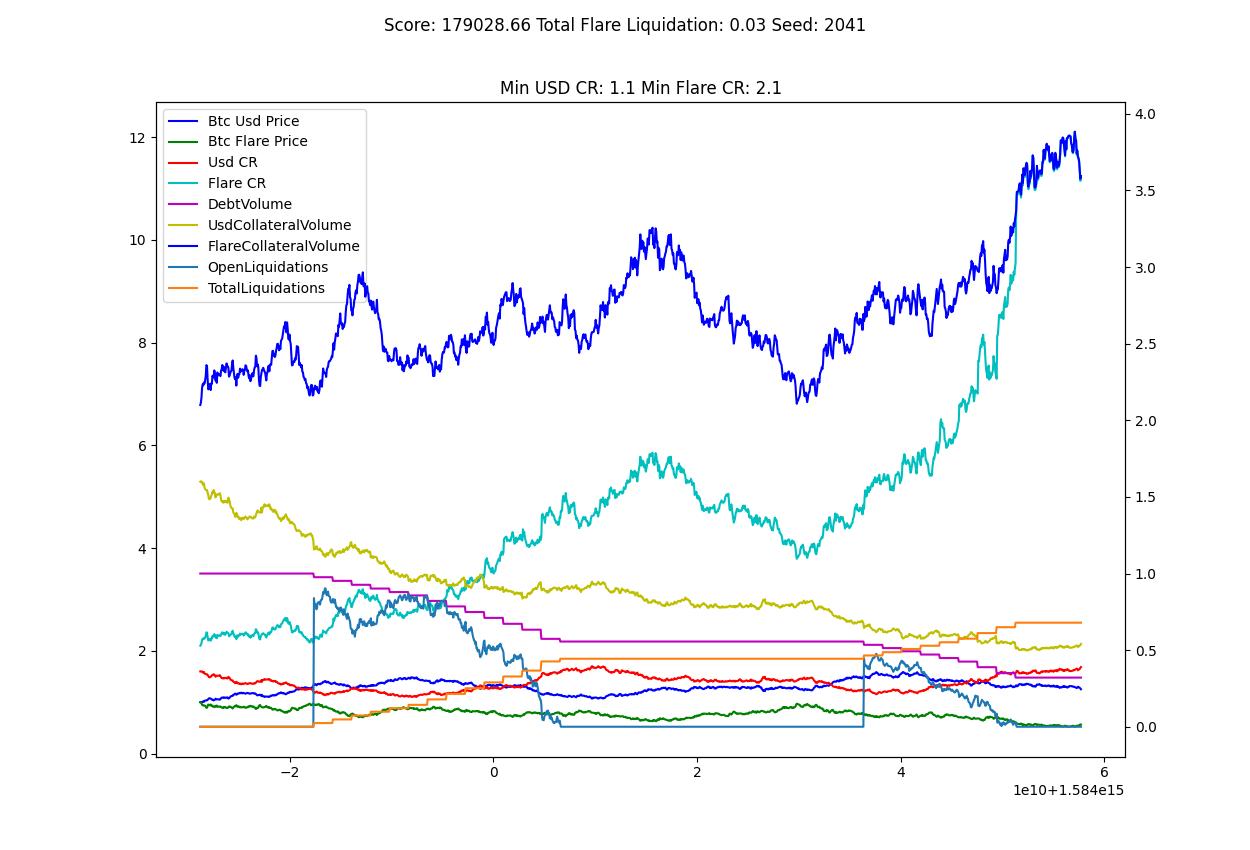 Score: 179028.66 Total Flare Liquidation: 0.03 Seed: 2041
Min USD CR: 1.1 Min Flare CR: 2.1
Btc Usd Price
Btc Flare Price
Usd CR
Flare CR
DebtVolume
UsdCollateralVolume
FlareCollateralVolume
OpenLiquidations
TotalLiquidations
12
10
8
6
4
2
0
4.0
3.5
3.0
2.5
2.0
1.5
1.0
0.5
0.0
−2
0
2
4
6
1e10+1.584e15